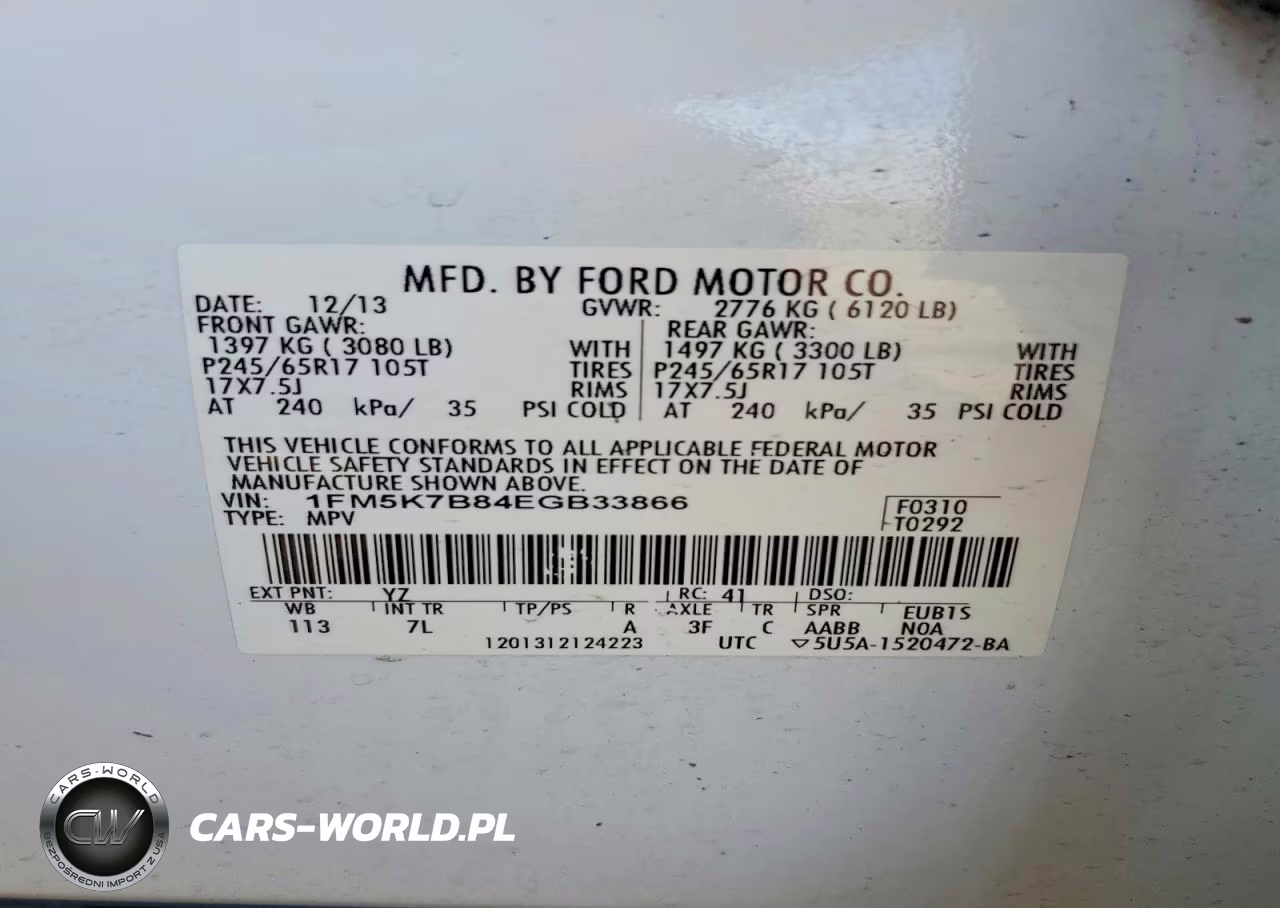 MFD. BY FORD MOTOR CO.
DATE: 12/13 GVWR: 2776 KG ( 6120 LB)
FRONT GAWR: REAR GAWR:
1397 KG ( 3080 LB) WITH 1497 KG ( 3300 LB) WITH
P245/65R17 105T TIRES P245/65R17 105T TIRES
17X7.5J RIMS 17X7.5J RIMS
AT 240 kPa/ 35 PSI COLD AT 240 kPa/ 35 PSI COLD
THIS VEHICLE CONFORMS TO ALL APPLICABLE FEDERAL MOTOR
VEHICLE SAFETY STANDARDS IN EFFECT ON THE DATE OF
MANUFACTURE SHOWN ABOVE.
VIN: 1FM5K7B84EGB33866 F0310
TYPE: MPV T0292
EXT PNT: YZ RC: 41 DSO:
WB INT TR TP/PS R AXLE TR SPR EUB1S
113 7L A 3F C AABB N0A
1201312124223 UTC ▽5U5A-1520472-BA
CARS-WORLD
CW
BEZPOŚREDNI IMPORT Z USA
CARS-WORLD.PL